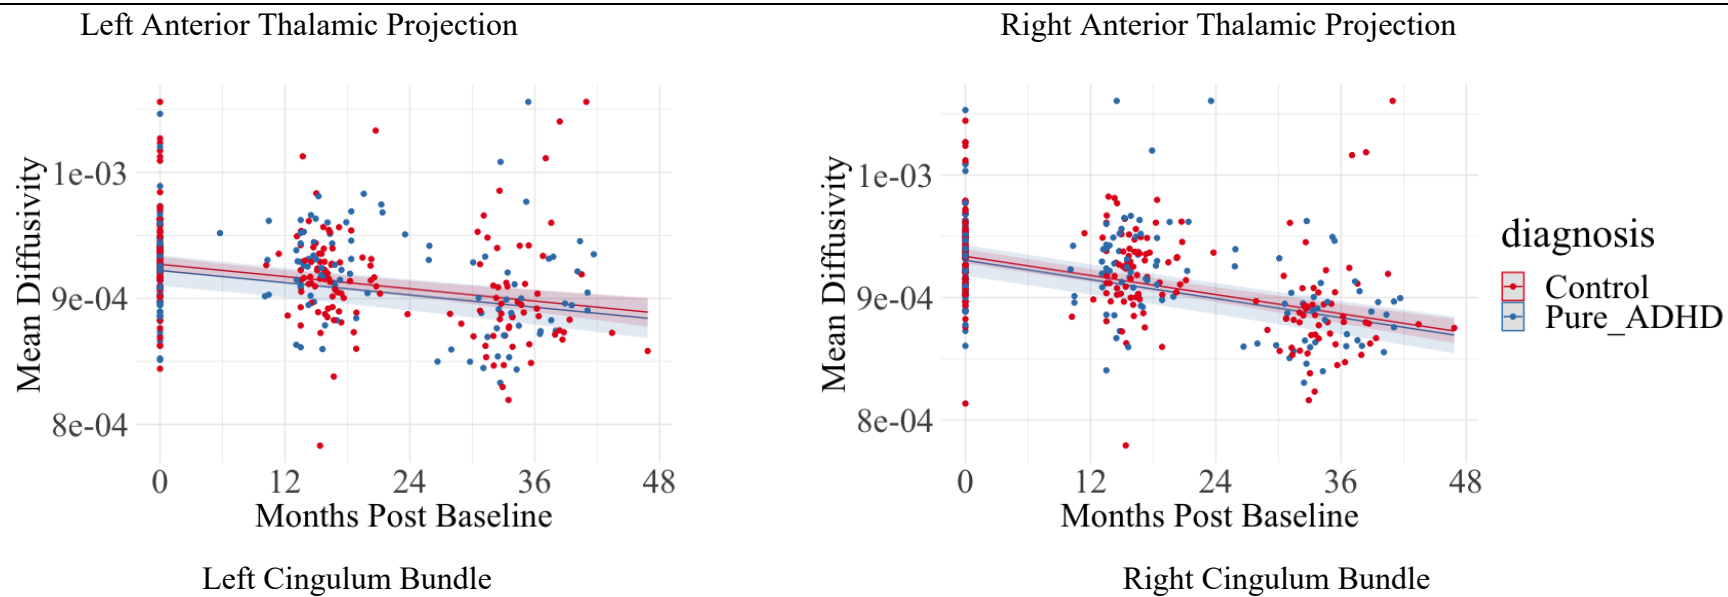 Left Anterior Thalamic Projection
Right Anterior Thalamic Projection
Mean Diffusivity
1e-03
9e-04
8e-04
0 12 24 36 48
Months Post Baseline
Mean Diffusivity
1e-03
9e-04
8e-04
0 12 24 36 48
Months Post Baseline
diagnosis
Control
Pure_ADHD
Left Cingulum Bundle
Right Cingulum Bundle